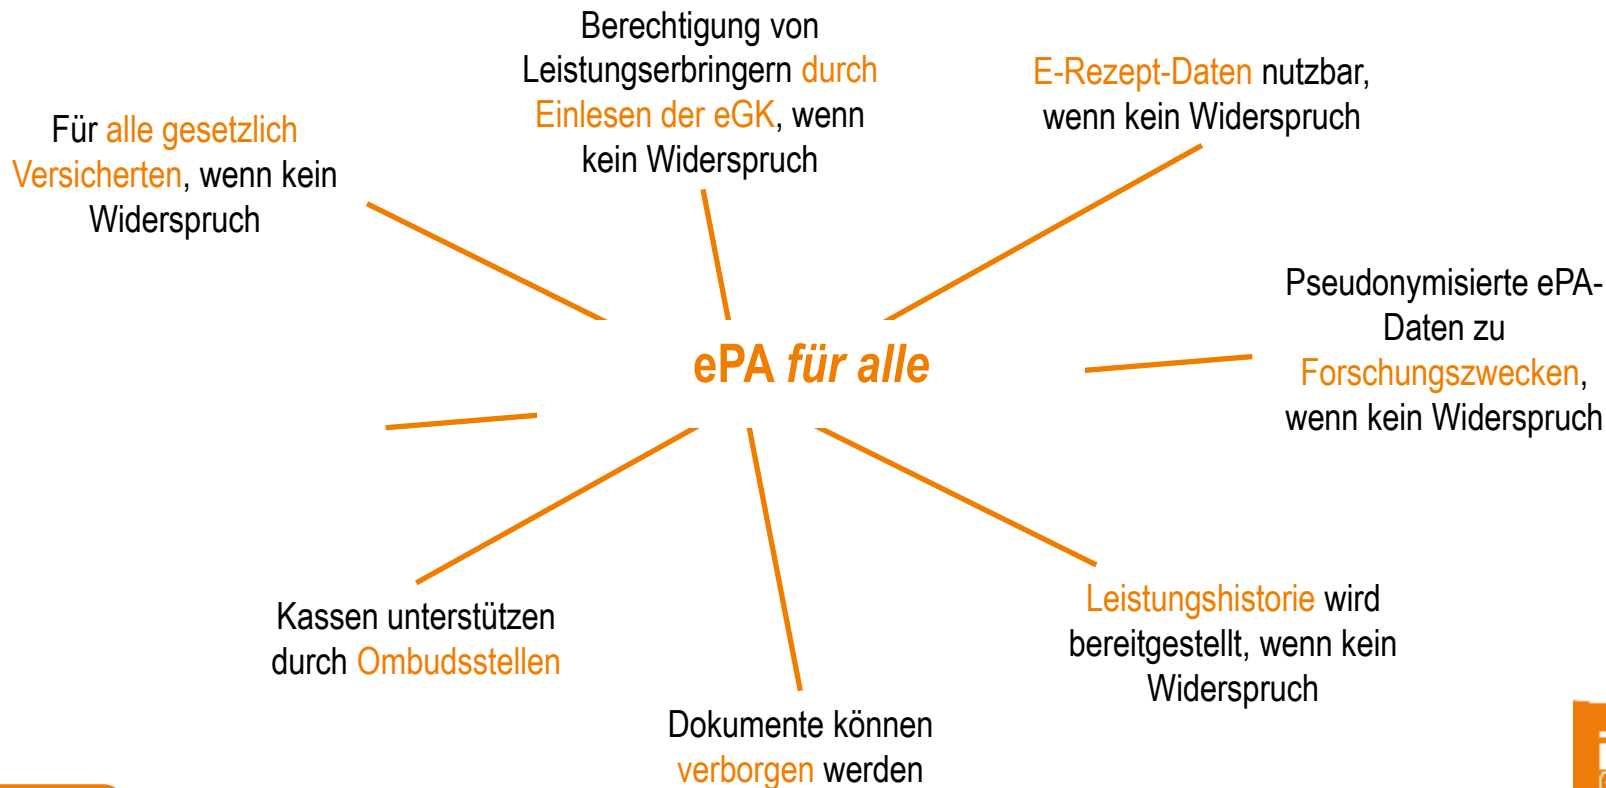 Berechtigung von
Leistungserbringern durch
Einlesen der eGK, wenn
kein Widerspruch
E-Rezept-Daten nutzbar,
wenn kein Widerspruch
Für alle gesetzlich
Versicherten, wenn kein
Widerspruch
Pseudonymisierte ePA-
Daten zu
Forschungszwecken,
wenn kein Widerspruch
ePA für alle
Kassen unterstützen
durch Ombudsstellen
Leistungshistorie wird
bereitgestellt, wenn kein
Widerspruch
Dokumente können
verborgen werden